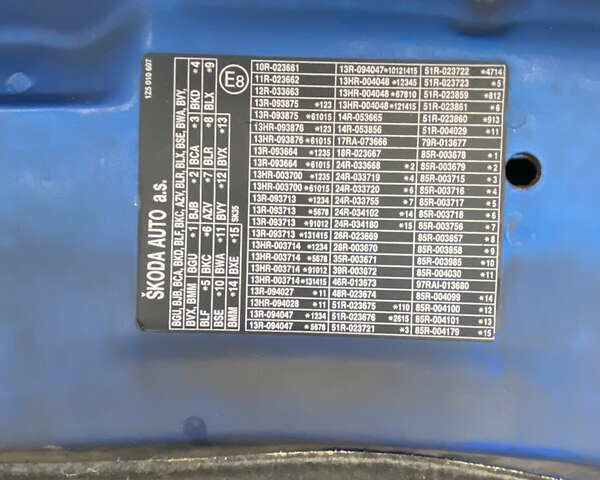 1Z5 010 607
ŠKODA AUTO a.s.
BGU, BJB, BCA, BKD, BLF, BKC, AZV, BLR, BLX, BSE, BWA, BVY,
BVX, BMM BGU *1 BJB *2 BCA *3 BKD *4
BLF *5 BKC *6 AZV *7 BLR *8 BLX *9
BSE *10 BWA *11 BVY *12 BVX *13
BMM *14 BXE *15 SK35
E8
10R-023661
11R-023662
12R-033663
13R-093875 *123
13R-093875 *61015
13HR-093876 *123
13HR-093876 *61015
13R-093664 *1235
13R-093664 *61015
13HR-003700 *1235
13HR-003700 *61015
13R-093713 *1234
13R-093713 *5678
13R-093713 *91012
13R-093713 *131415
13HR-003714 *1234
13HR-003714 *5678
13HR-003714 *91012
13HR-003714 *131415
13R-094027 *11
13HR-094028 *11
13R-094047 *1234
13R-094047 *5678
13R-094047*10121415
13HR-004048 *12345
13HR-004048 *67810
13HR-004048 *121415
14R-053665
14R-053856
17RA-073666
18R-023667
24R-033668 *2
24R-033719 *4
24R-033720 *6
24R-033755 *7
24R-034102 *14
24R-034180 *15
26R-023669
28R-003670
35R-003671
39R-003672
46R-013673
48R-023674
51R-023675 *110
51R-023676 *2615
51R-023721 *3
51R-023722 *4714
51R-023723 *5
51R-023859 *812
51R-023851 *6
51R-023860 *913
51R-004029 *11
79R-013677
85R-003678 *1
85R-003679 *2
85R-003715 *3
85R-003716 *4
85R-003717 *5
85R-003718 *6
85R-003756 *7
85R-003857 *8
85R-003858 *9
85R-003985 *10
85R-004030 *11
97RAI-013680
85R-004099 *14
85R-004100 *12
85R-004101 *13
85R-004179 *15